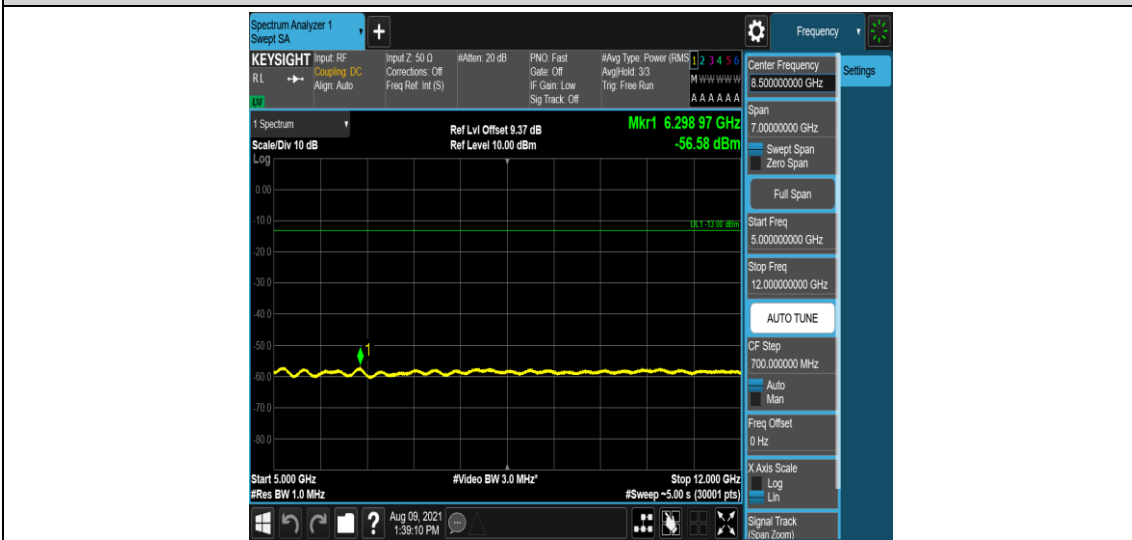 Spectrum Analyzer 1
Swept SA
+
Frequency
KEYSIGHT
RL
LXI
Input: RF
Coupling: DC
Align: Auto
Input Z: 50 Ω
Corrections: Off
Freq Ref: Int (S)
#Atten: 20 dB
PNO: Fast
Gate: Off
IF Gain: Low
Sig Track: Off
#Avg Type: Power (RMS
Avg|Hold: 3/3
Trig: Free Run
1 2 3 4 5 6
M W W W W W
A A A A A A
1 Spectrum
Scale/Div 10 dB
Log
Ref Lvl Offset 9.37 dB
Ref Level 10.00 dBm
Mkr1 6.298 97 GHz
-56.58 dBm
0.00
-10.0
DL1 -13.00 dBm
-20.0
-30.0
-40.0
-50.0
1
-60.0
-70.0
-80.0
Start 5.000 GHz
#Res BW 1.0 MHz
#Video BW 3.0 MHz*
Stop 12.000 GHz
#Sweep ~5.00 s (30001 pts)
?
Aug 09, 2021
1:39:10 PM
Center Frequency
8.500000000 GHz
Settings
Span
7.00000000 GHz
Swept Span
Zero Span
Full Span
Start Freq
5.000000000 GHz
Stop Freq
12.000000000 GHz
AUTO TUNE
CF Step
700.000000 MHz
Auto
Man
Freq Offset
0 Hz
X Axis Scale
Log
Lin
Signal Track
(Span Zoom)